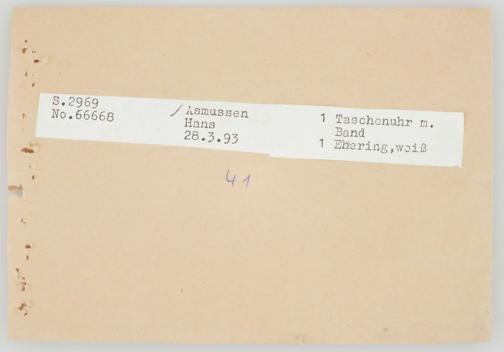 S.2969
No.66668
/Asmussen
Hans
28.3.93
1 Taschenuhr m.
Band
1 Ehering,weiß
41